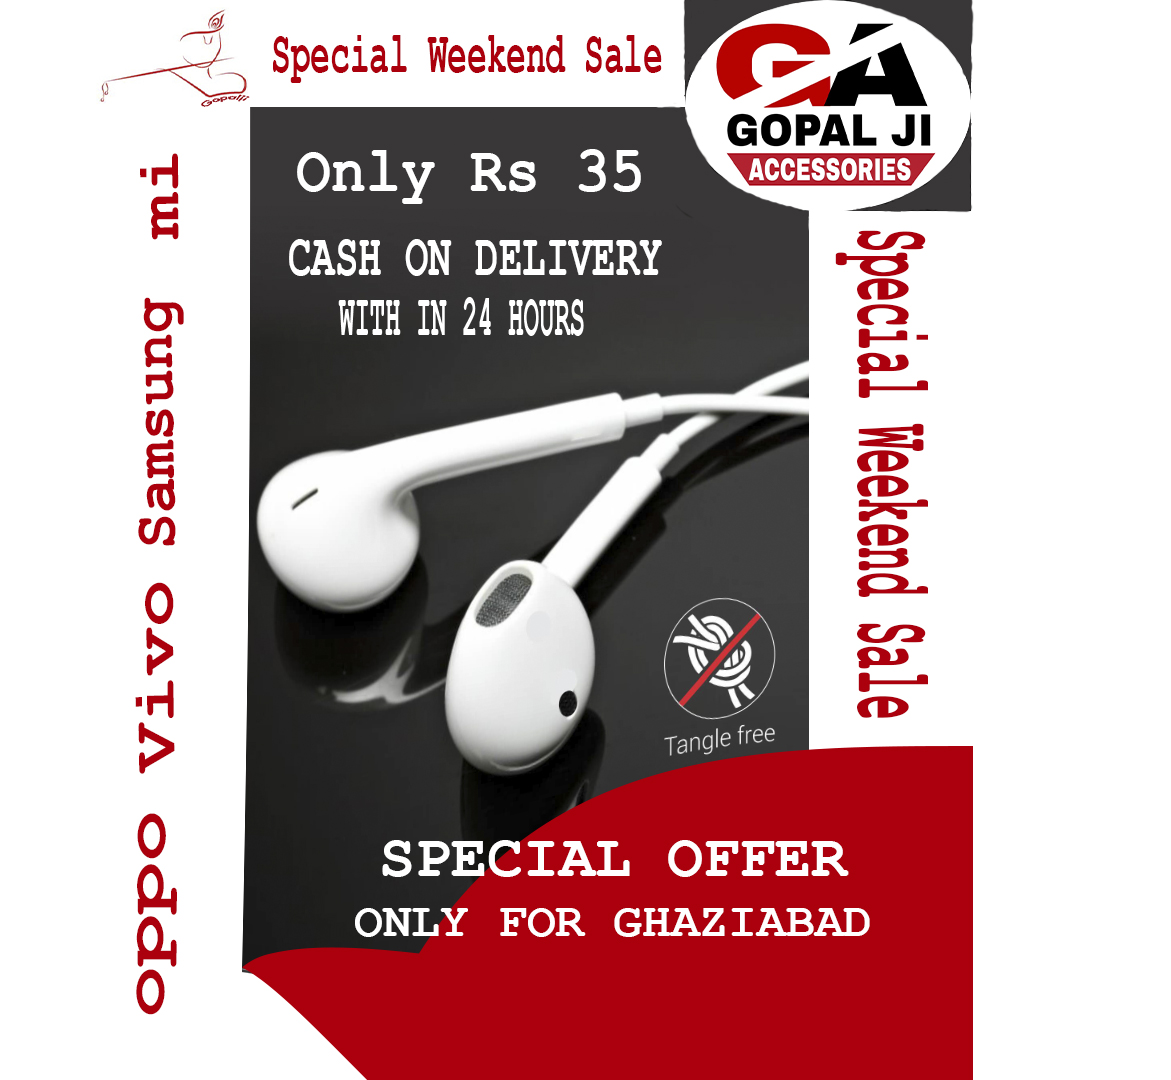 Gopalji
Special Weekend Sale
GA
GOPAL JI
ACCESSORIES
Only Rs 35
CASH ON DELIVERY
WITH IN 24 HOURS
oppo Vivo Samsung mi
Special Weekend Sale
Tangle free
SPECIAL OFFER
ONLY FOR GHAZIABAD